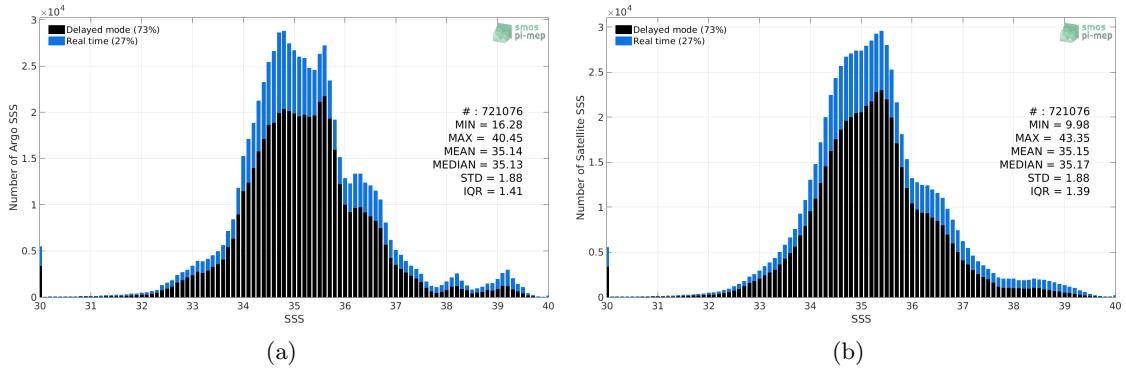 ×10⁴
Delayed mode (73%)
Real time (27%)
smos
pi-mep
3
2.5
2
1.5
1
0.5
0
Number of Argo SSS
# : 721076
MIN = 16.28
MAX = 40.45
MEAN = 35.14
MEDIAN = 35.13
STD = 1.88
IQR = 1.41
30 31 32 33 34 35 36 37 38 39 40
SSS
(a)
×10⁴
Delayed mode (73%)
Real time (27%)
smos
pi-mep
3
2.5
2
1.5
1
0.5
0
Number of Satellite SSS
# : 721076
MIN = 9.98
MAX = 43.35
MEAN = 35.15
MEDIAN = 35.17
STD = 1.88
IQR = 1.39
30 31 32 33 34 35 36 37 38 39 40
SSS
(b)